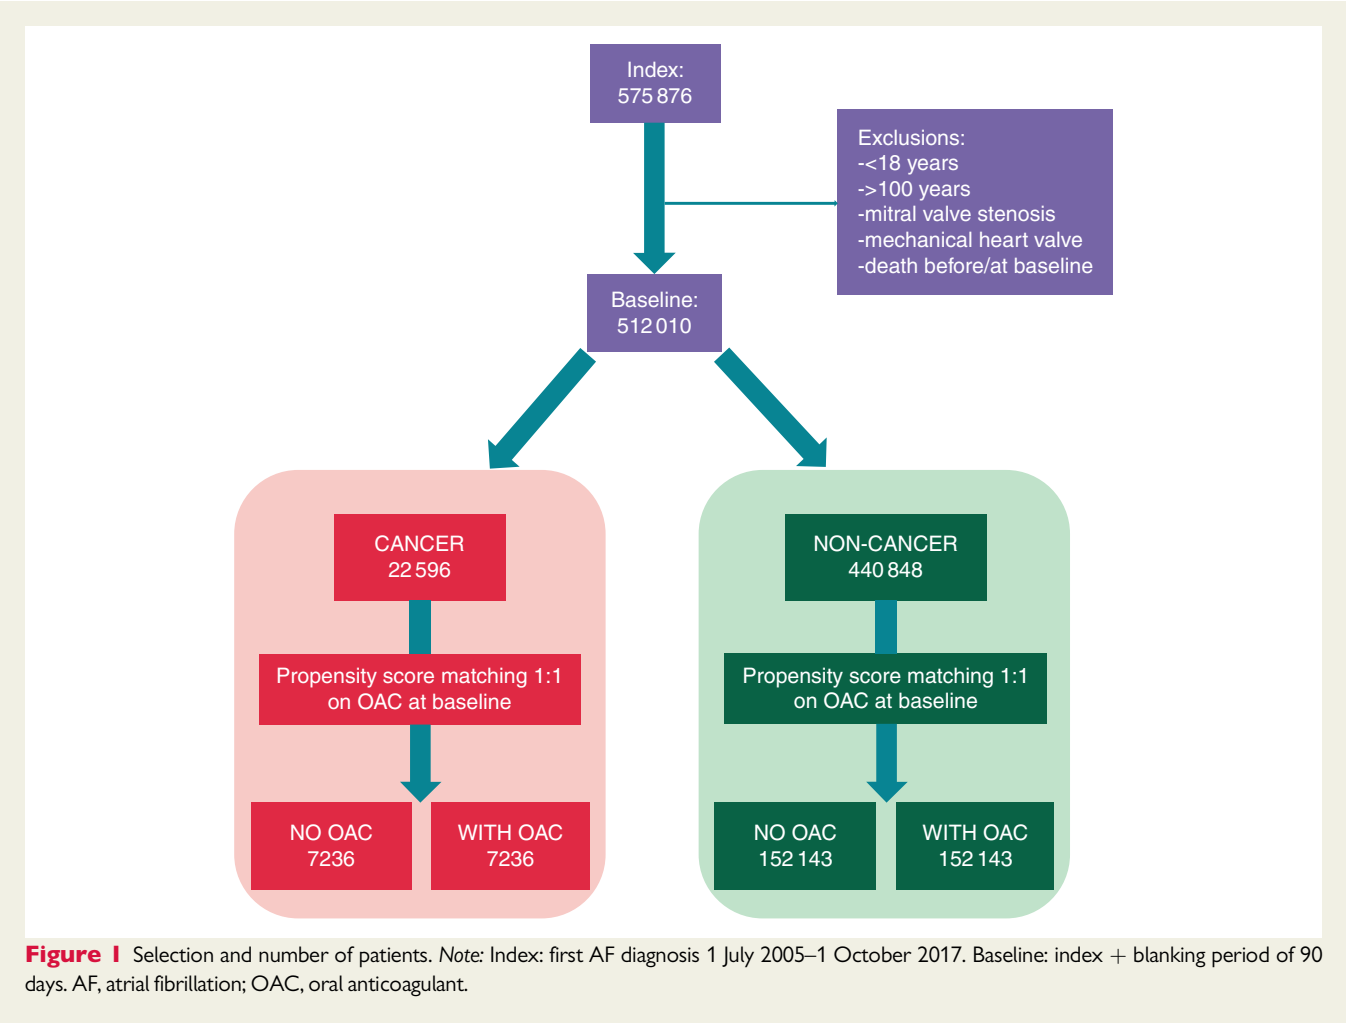 Index:
575 876
Exclusions:
-<18 years
->100 years
-mitral valve stenosis
-mechanical heart valve
-death before/at baseline
Baseline:
512 010
CANCER
22 596
Propensity score matching 1:1
on OAC at baseline
NO OAC
7236
WITH OAC
7236
NON-CANCER
440 848
Propensity score matching 1:1
on OAC at baseline
NO OAC
152 143
WITH OAC
152 143
Figure 1 Selection and number of patients. Note: Index: first AF diagnosis 1 July 2005–1 October 2017. Baseline: index + blanking period of 90
days. AF, atrial fibrillation; OAC, oral anticoagulant.